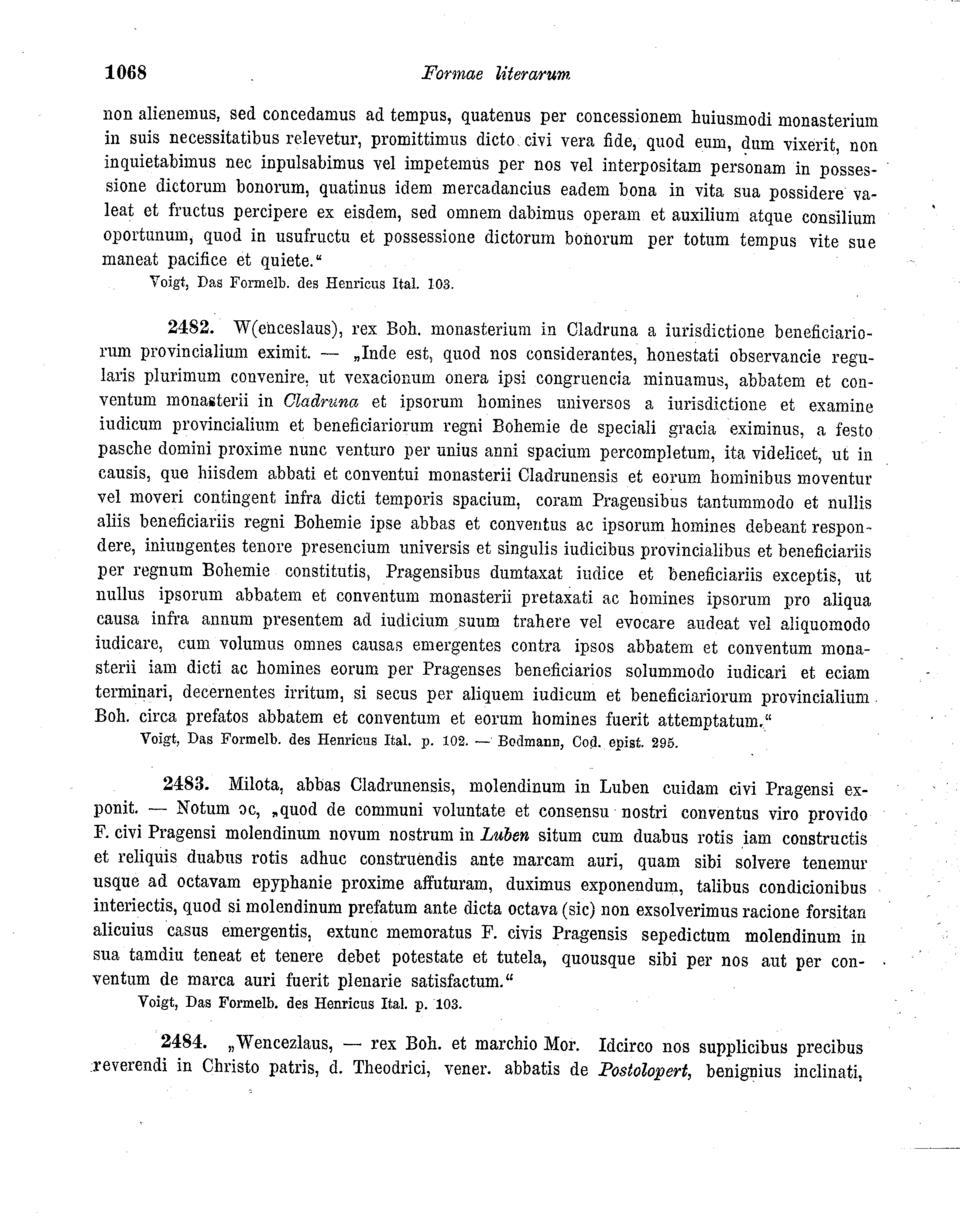 1068 Formae literarum
non alienemus, sed concedamus ad tempus, quatenus per concessionem huiusmodi monasterium
in suis necessitatibus relevetur, promittimus dicto civi vera fide, quod eum, dum vixerit, non
inquietabimus nec inpulsabimus vel impetemus per nos vel interpositam personam in posses-
sione dictorum bonorum, quatinus idem mercadancius eadem bona in vita sua possidere va-
leat et fructus percipere ex eisdem, sed omnem dabimus operam et auxilium atque consilium
oportunum, quod in usufructu et possessione dictorum bonorum per totum tempus vite sue
maneat pacifice et quiete."
Voigt, Das Formelb. des Henricus Ital. 103.
2482. W(enceslaus), rex Boh. monasterium in Cladruna a iurisdictione beneficiario-
rum provincialium eximit. — „Inde est, quod nos considerantes, honestati observancie regu-
laris plurimum convenire, ut vexacionum onera ipsi congruencia minuamus, abbatem et con-
ventum monasterii in Cladruna et ipsorum homines universos a iurisdictione et examine
iudicum provincialium et beneficiariorum regni Bohemie de speciali gracia eximinus, a festo
pasche domini proxime nunc venturo per unius anni spacium percompletum, ita videlicet, ut in
causis, que hiisdem abbati et conventui monasterii Cladrunensis et eorum hominibus moventur
vel moveri contingent infra dicti temporis spacium, coram Pragensibus tantummodo et nullis
aliis beneficiariis regni Bohemie ipse abbas et conventus ac ipsorum homines debeant respon-
dere, iniungentes tenore presencium universis et singulis iudicibus provincialibus et beneficiariis
per regnum Bohemie constitutis, Pragensibus dumtaxat iudice et beneficiariis exceptis, ut
nullus ipsorum abbatem et conventum monasterii pretaxati ac homines ipsorum pro aliqua
causa infra annum presentem ad iudicium suum trahere vel evocare audeat vel aliquomodo
iudicare, cum volumus omnes causas emergentes contra ipsos abbatem et conventum mona-
sterii iam dicti ac homines eorum per Pragenses beneficiarios solummodo iudicari et eciam
terminari, decernentes irritum, si secus per aliquem iudicum et beneficiariorum provincialium
Boh. circa prefatos abbatem et conventum et eorum homines fuerit attemptatum."
Voigt, Das Formelb. des Henricus Ital. p. 102. — Bodmann, Cod. epist. 295.
2483. Milota, abbas Cladrunensis, molendinum in Luben cuidam civi Pragensi ex-
ponit. — Notum ꝛc, „quod de communi voluntate et consensu nostri conventus viro provido
F. civi Pragensi molendinum novum nostrum in Luben situm cum duabus rotis iam constructis
et reliquis duabus rotis adhuc construendis ante marcam auri, quam sibi solvere tenemur
usque ad octavam epyphanie proxime affuturam, duximus exponendum, talibus condicionibus
interiectis, quod si molendinum prefatum ante dicta octava (sic) non exsolverimus racione forsitan
alicuius casus emergentis, extunc memoratus F. civis Pragensis sepedictum molendinum in
sua tamdiu teneat et tenere debet potestate et tutela, quousque sibi per nos aut per con-
ventum de marca auri fuerit plenarie satisfactum."
Voigt, Das Formelb. des Henricus Ital. p. 103.
2484. „Wencezlaus, — rex Boh. et marchio Mor. Idcirco nos supplicibus precibus
reverendi in Christo patris, d. Theodrici, vener. abbatis de Postolopert, benignius inclinati,